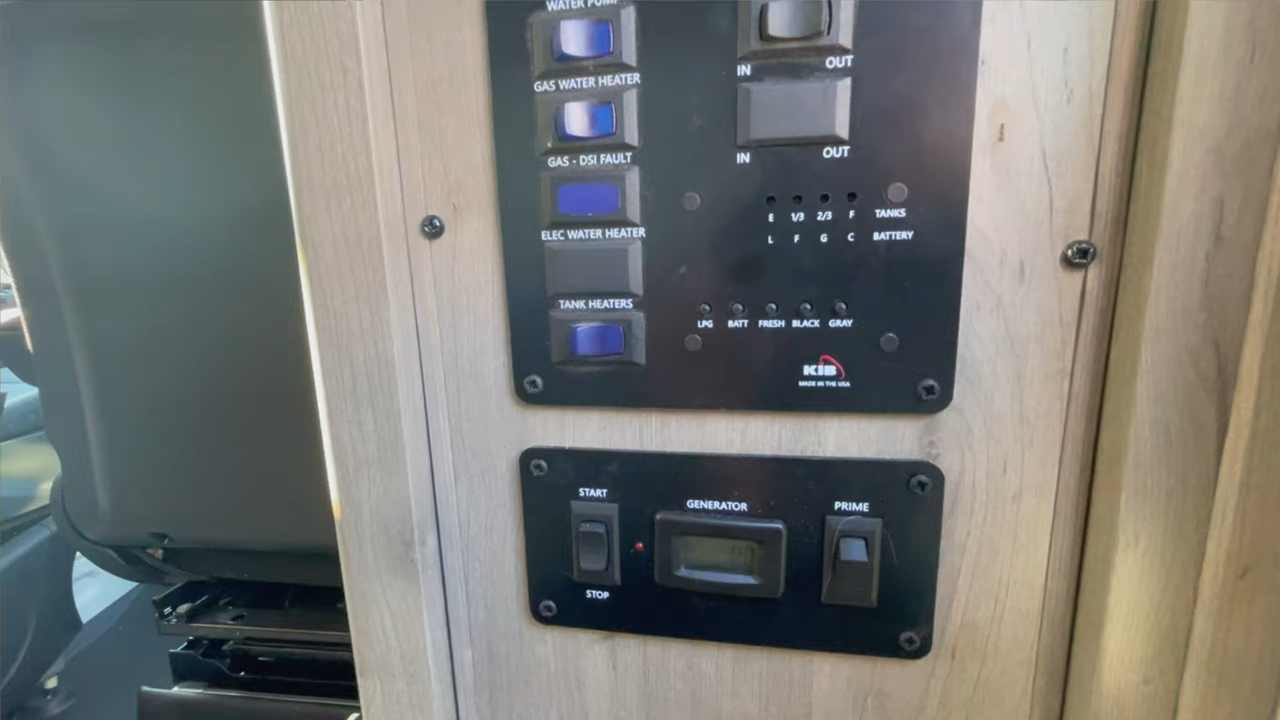 WATER PUMP
GAS WATER HEATER
GAS - DSI FAULT
ELEC WATER HEATER
TANK HEATERS
IN OUT
IN OUT
E 1/3 2/3 F TANKS
L F G C BATTERY
LPG BATT FRESH BLACK GRAY
KIB
MADE IN THE USA
START
STOP
GENERATOR
PRIME